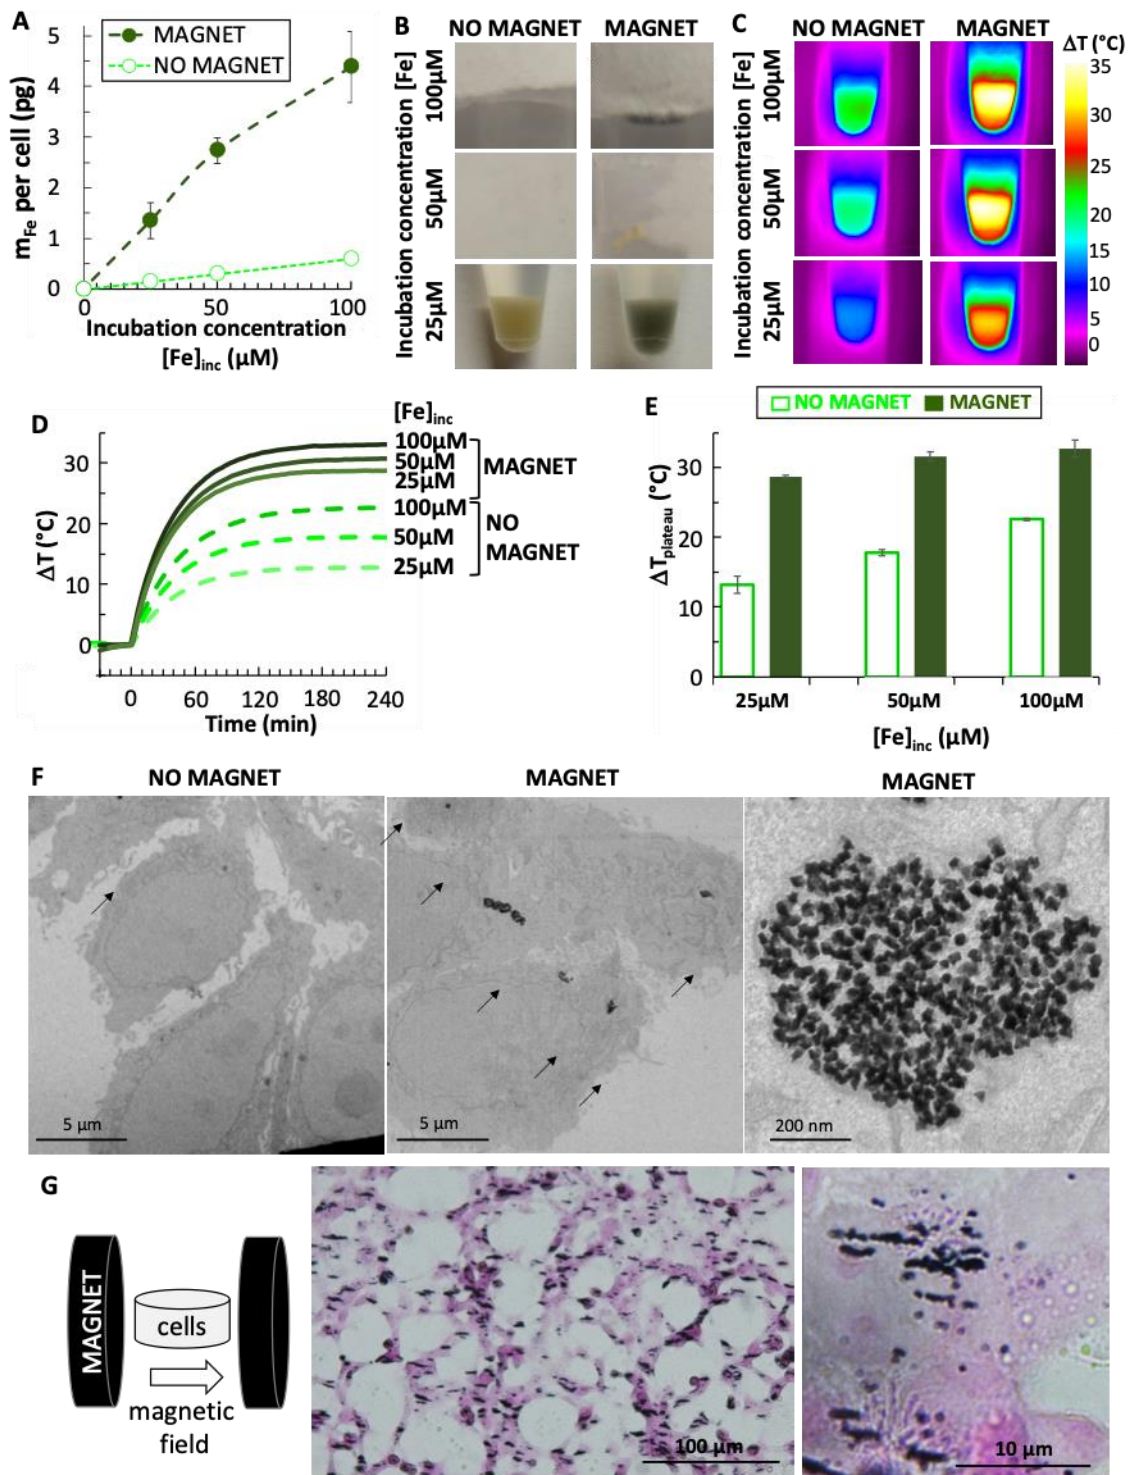 A
MAGNET
NO MAGNET
m_Fe per cell (pg)
5
4
3
2
1
0
0
50
100
Incubation concentration
[Fe]inc (µM)
B
NO MAGNET MAGNET
Incubation concentration [Fe]
100µM
50µM
25µM
C
NO MAGNET MAGNET
Incubation concentration [Fe]
100µM
50µM
25µM
ΔT (°C)
35
30
25
20
15
10
5
0
D
ΔT (°C)
30
20
10
0
0 60 120 180 240
Time (min)
[Fe]inc
100µM
50µM
25µM
MAGNET
100µM
50µM
25µM
NO
MAGNET
E
NO MAGNET MAGNET
ΔTplateau (°C)
30
20
10
0
25µM 50µM 100µM
[Fe]inc (µM)
F
NO MAGNET
MAGNET
MAGNET
5 µm
5 µm
200 nm
G
MAGNET
cells
magnetic
field
100 µm
10 µm